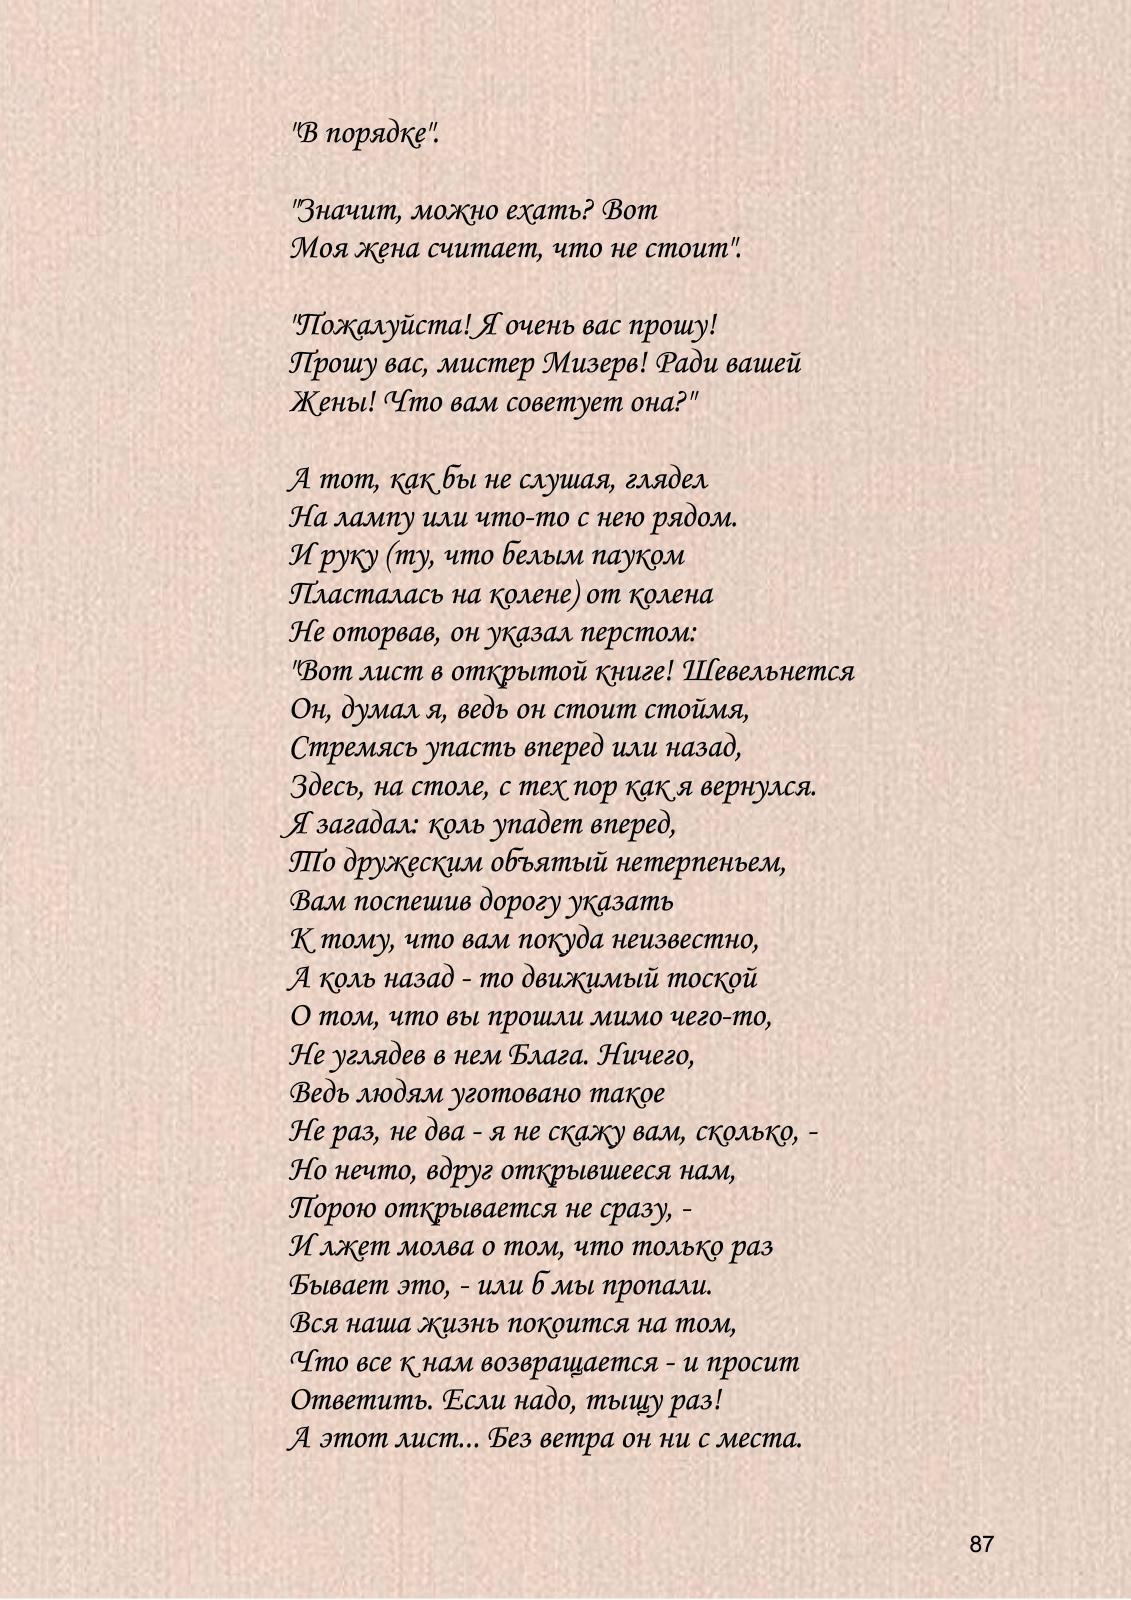 "В порядке".
"Значит, можно ехать? Вот
Моя жена считает, что не стоит".
"Пожалуйста! Я очень вас прошу!
Прошу вас, мистер Мизерв! Ради вашей
Жены! Что вам советует она?"
А тот, как бы не слушая, глядел
На лампу или что-то с нею рядом.
И руку (ту, что белым пауком
Пласталась на колене) от колена
Не оторвав, он указал перстом:
"Вот лист в открытой книге! Шевельнется
Он, думал я, ведь он стоит стоймя,
Стремясь упасть вперед или назад,
Здесь, на столе, с тех пор как я вернулся.
Я загадал: коль упадет вперед,
То дружеским объятый нетерпеньем,
Вам поспешив дорогу указать
К тому, что вам покуда неизвестно,
А коль назад - то движимый тоской
О том, что вы прошли мимо чего-то,
Не углядев в нем Блага. Ничего,
Ведь людям уготовано такое
Не раз, не два - я не скажу вам, сколько, -
Но нечто, вдруг открывшееся нам,
Порою открывается не сразу, -
И лжет молва о том, что только раз
Бывает это, - или б мы пропали.
Вся наша жизнь покоится на том,
Что все к нам возвращается - и просит
Ответить. Если надо, тыщу раз!
А этот лист... Без ветра он ни с места.
87